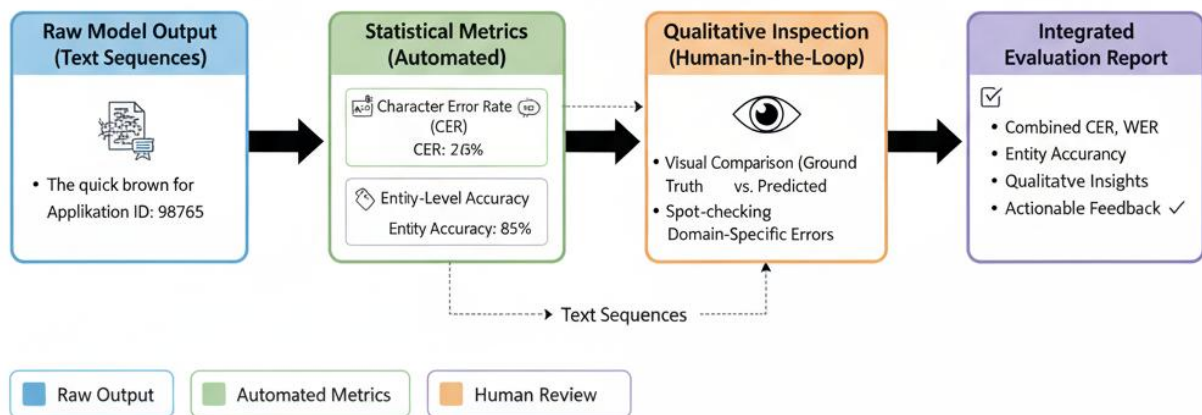 Raw Model Output
(Text Sequences)
• The quick brown for
Applikation ID: 98765
Statistical Metrics
(Automated)
Character Error Rate
(CER)
CER:
Entity-Level Accuracy
Entity Accuracy: 85%
Qualitative Inspection
(Human-in-the-Loop)
• Visual Comparison (Ground
Truth vs. Predicted
• Spot-checking
Domain-Specific Errors
Integrated
Evaluation Report
• Combined CER, WER
• Entity Accurancy
• Qualitatve Insights
• Actionable Feedback ✓
Text Sequences
Raw Output
Automated Metrics
Human Review